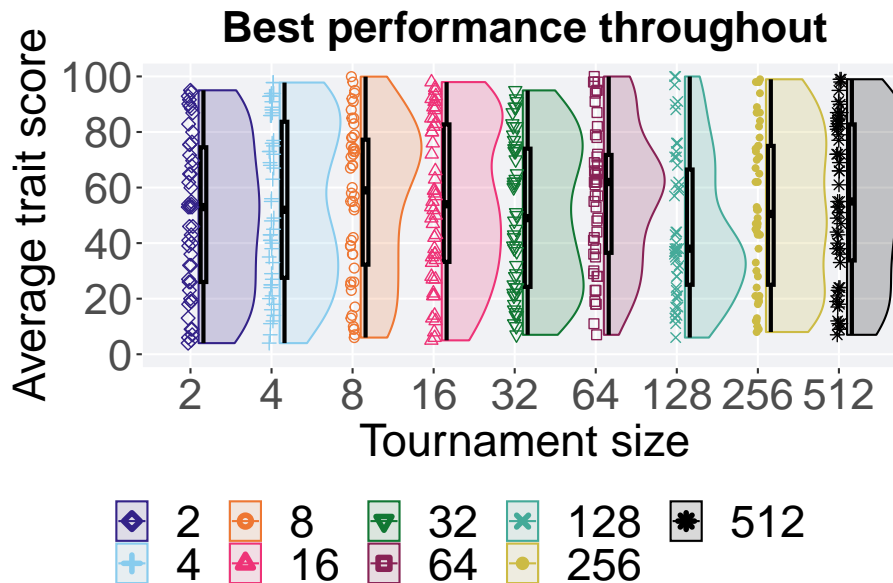 Best performance throughout
Average trait score
100
80
60
40
20
0
2 4 8 16 32 64 128 256 512
Tournament size
2 8 32 128 512
4 16 64 256